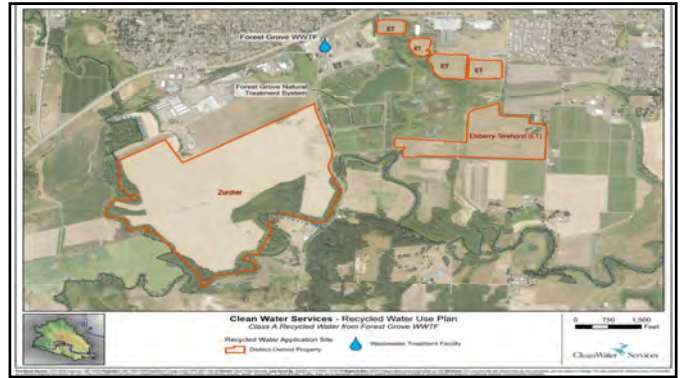 Forest Grove WWTF
ET
ET
ET
ET
Forest Grove Natural
Treatment System
Elsberry-Terehorst (ET)
Zurcher
Clean Water Services - Recycled Water Use Plan
Class A Recycled Water from Forest Grove WWTF
Recycled Water Application Site
District-Owned Property
Wastewater Treatment Facility
0 750 1,500
Feet
CleanWater Services